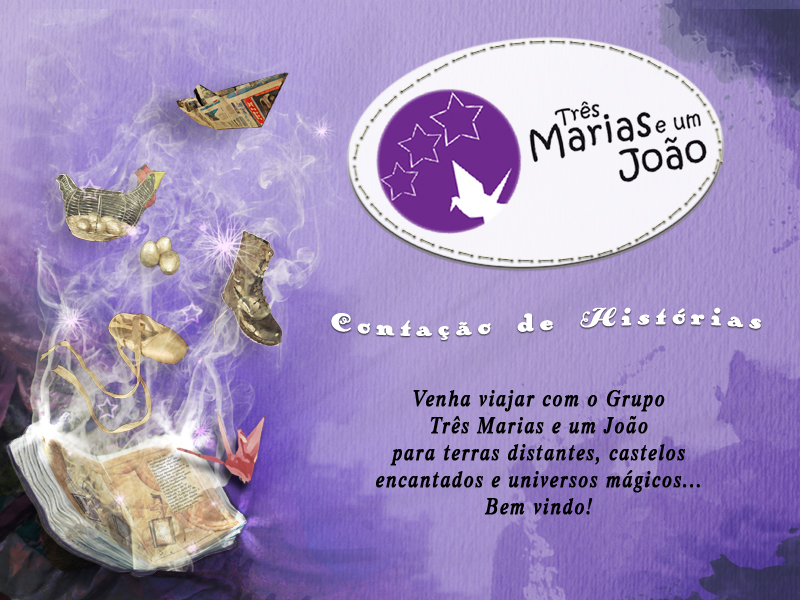 Três
Marias e um
João
Contação de Histórias
Venha viajar com o Grupo
Três Marias e um João
para terras distantes, castelos
encantados e universos mágicos...
Bem vindo!